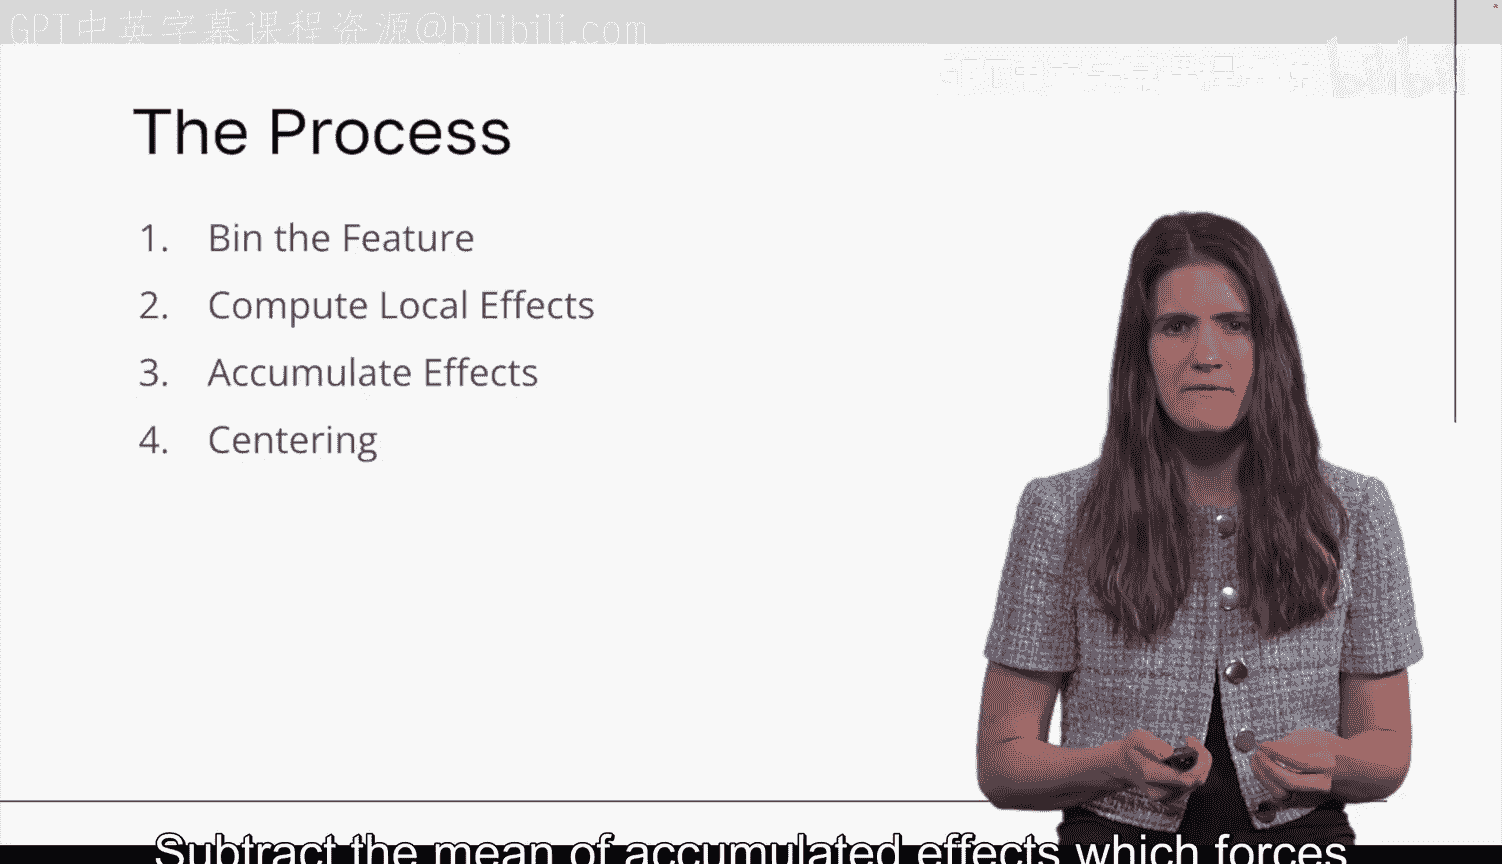 GPT中英字幕课程资源@bilibili.com
The Process
1. Bin the Feature
2. Compute Local Effects
3. Accumulate Effects
4. Centering
Subtract the mean of accumulated effects which forces